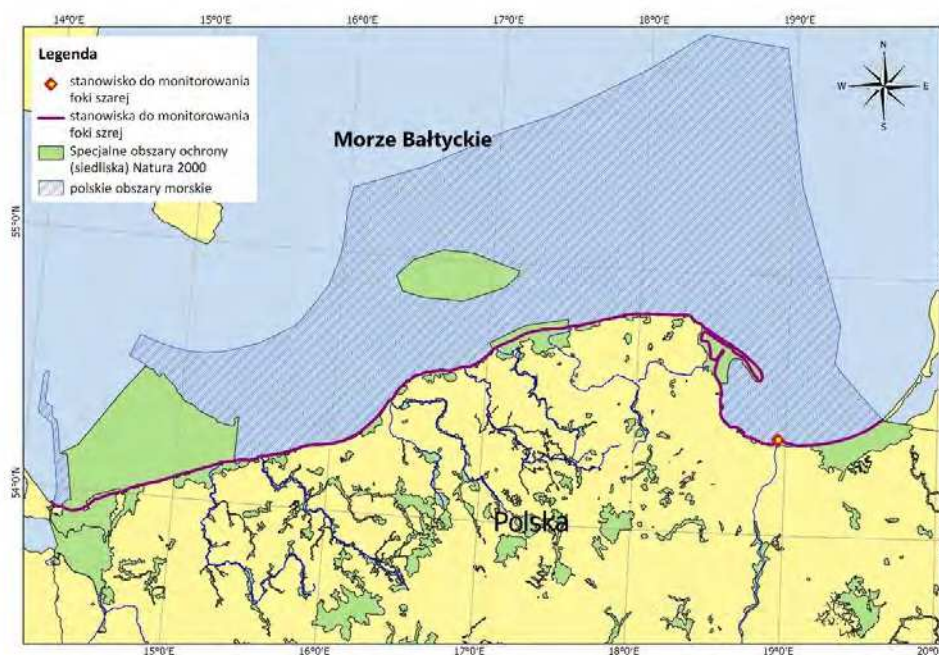 14°0'E 15°0'E 16°0'E 17°0'E 18°0'E 19°0'E
Legenda
stanowisko do monitorowania
foki szarej
stanowiska do monitorowania
foki szrej
Specjalne obszary ochrony
(siedliska) Natura 2000
polskie obszary morskie
N
W E
S
Morze Bałtyckie
55°0'N
54°0'N
Polska
15°0'E 16°0'E 17°0'E 18°0'E 19°0'E 20°0